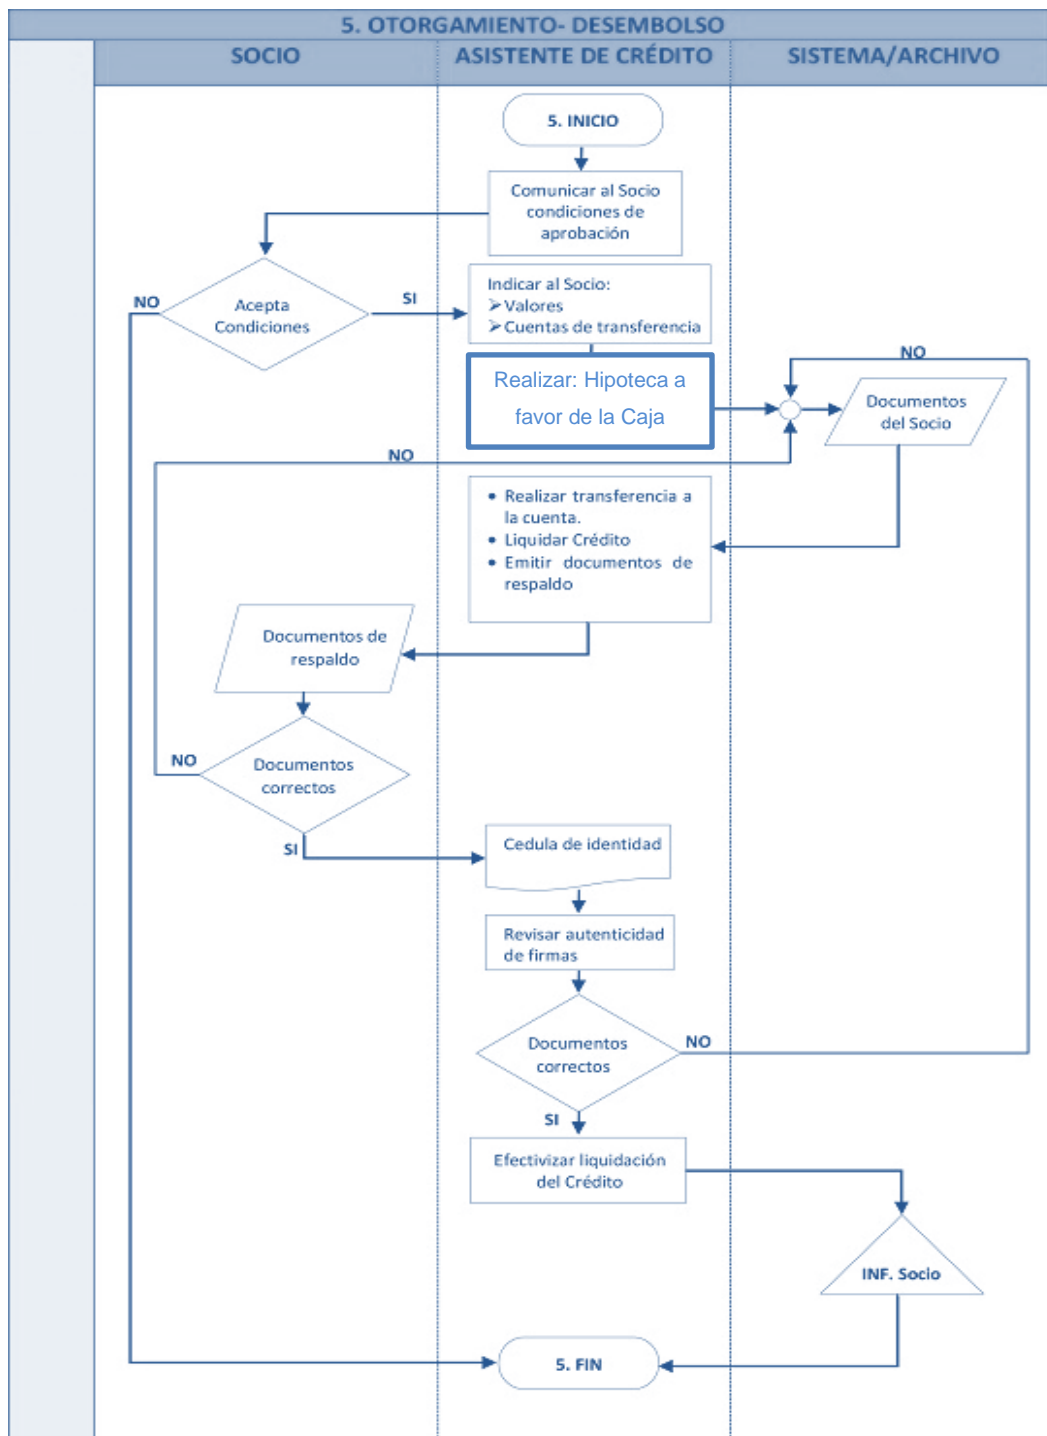 5. OTORGAMIENTO- DESEMBOLSO
SOCIO
ASISTENTE DE CRÉDITO
SISTEMA/ARCHIVO
5. INICIO
Comunicar al Socio
condiciones de
aprobación
NO
Acepta
Condiciones
SI
Indicar al Socio:
➢ Valores
➢ Cuentas de transferencia
Realizar: Hipoteca a
favor de la Caja
NO
Documentos
del Socio
NO
• Realizar transferencia a
la cuenta.
• Liquidar Crédito
• Emitir documentos de
respaldo
Documentos de
respaldo
NO
Documentos
correctos
SI
Cedula de identidad
Revisar autenticidad
de firmas
Documentos
correctos
NO
SI
Efectivizar liquidación
del Crédito
INF. Socio
5. FIN